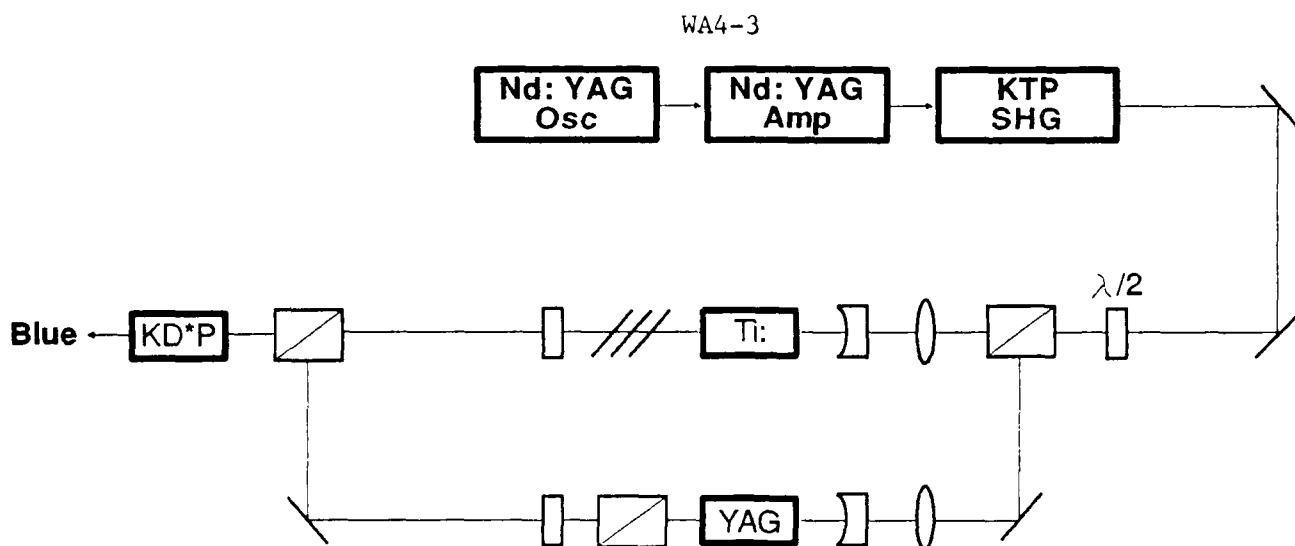 WA4-3
Nd: YAG
Osc
Nd: YAG
Amp
KTP
SHG
λ/2
Blue
KD*P
Ti:
YAG